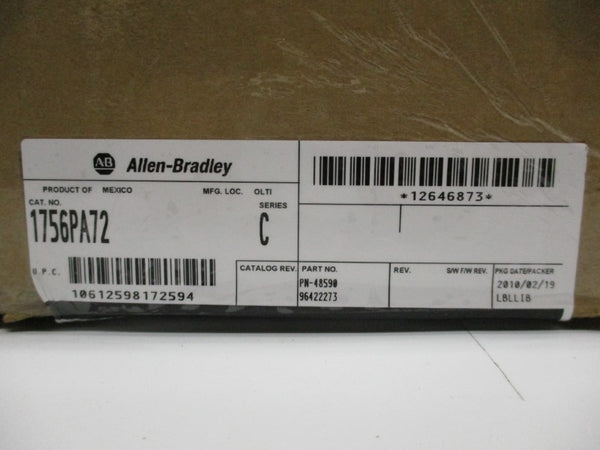 AB Allen-Bradley
PRODUCT OF MEXICO MFG. LOC. OLTI
CAT. NO. SERIES
1756PA72 C
U.P.C.
10612598172594
*12646873*
CATALOG REV. PART NO. REV. S/W F/W REV. PKG DATE/PACKER
PN-48590 2010/02/19
96422273 LBLLIB